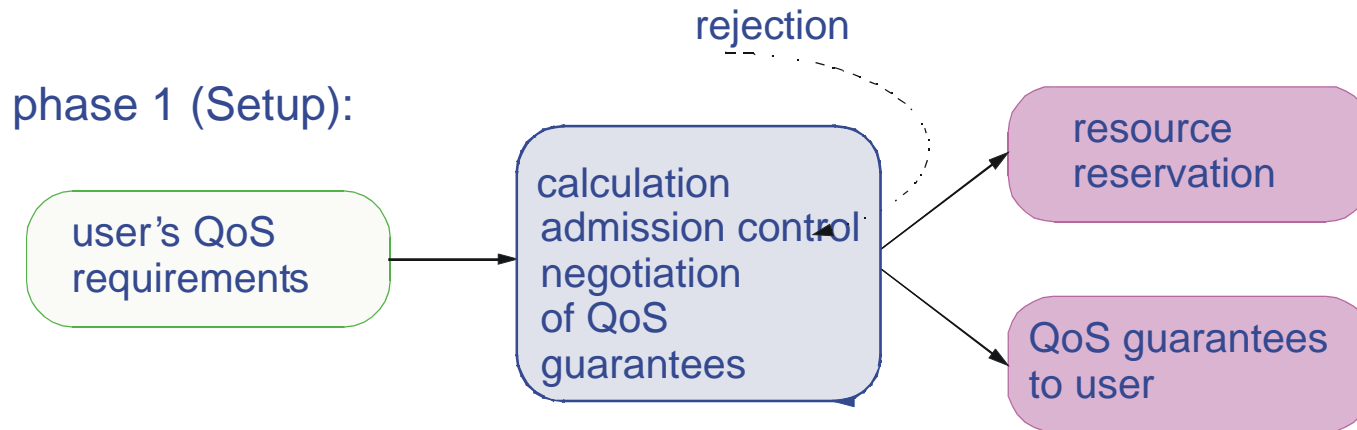 rejection
phase 1 (Setup):
user's QoS
requirements
calculation
admission control
negotiation
of QoS
guarantees
resource
reservation
QoS guarantees
to user